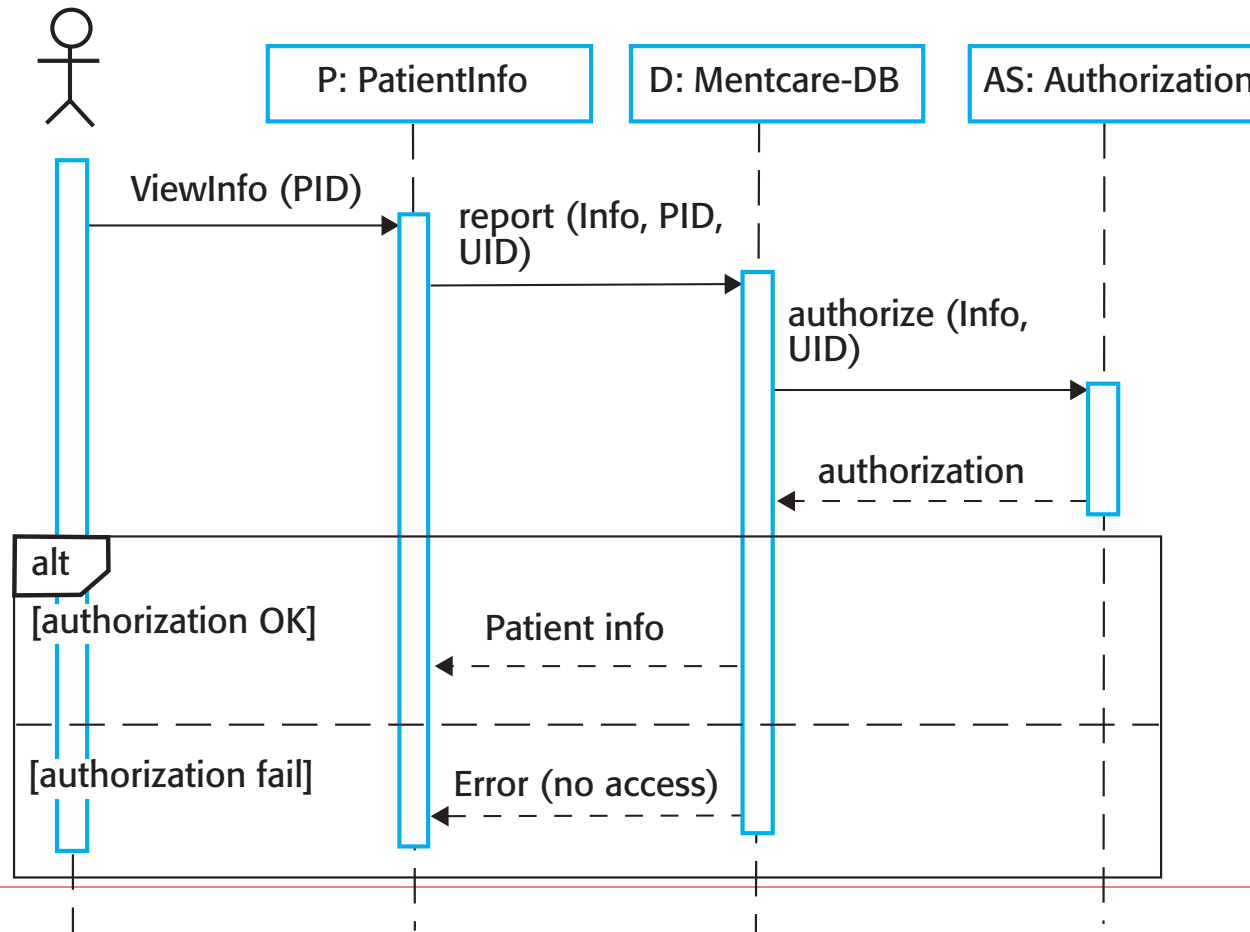 P: PatientInfo
D: Mentcare-DB
AS: Authorization
ViewInfo (PID)
report (Info, PID,
UID)
authorize (Info,
UID)
authorization
alt
[authorization OK]
Patient info
[authorization fail]
Error (no access)